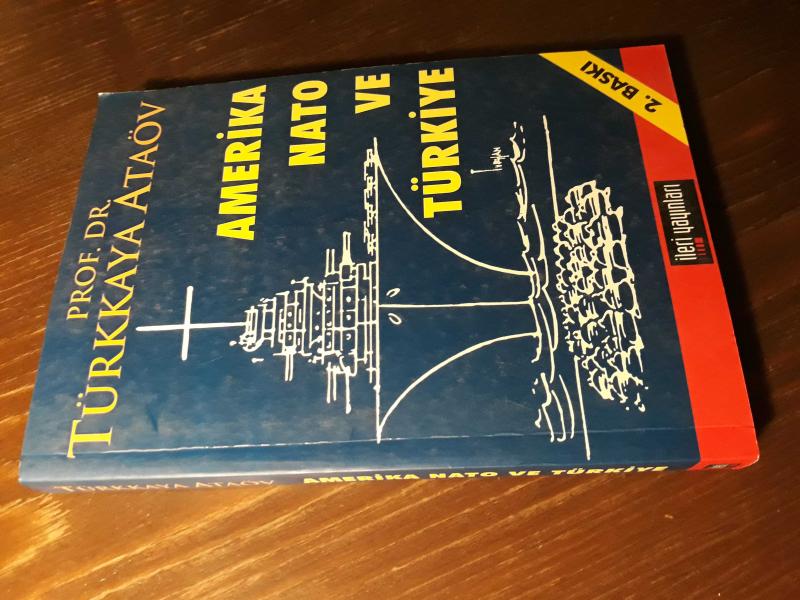 PROF. DR.
TÜRKKAYA ATAÖV
AMERİKA
NATO
VE
TÜRKİYE
2. BASKI
ileri yayınları
TÜRKKAYA ATAÖV AMERİKA NATO VE TÜRKİYE